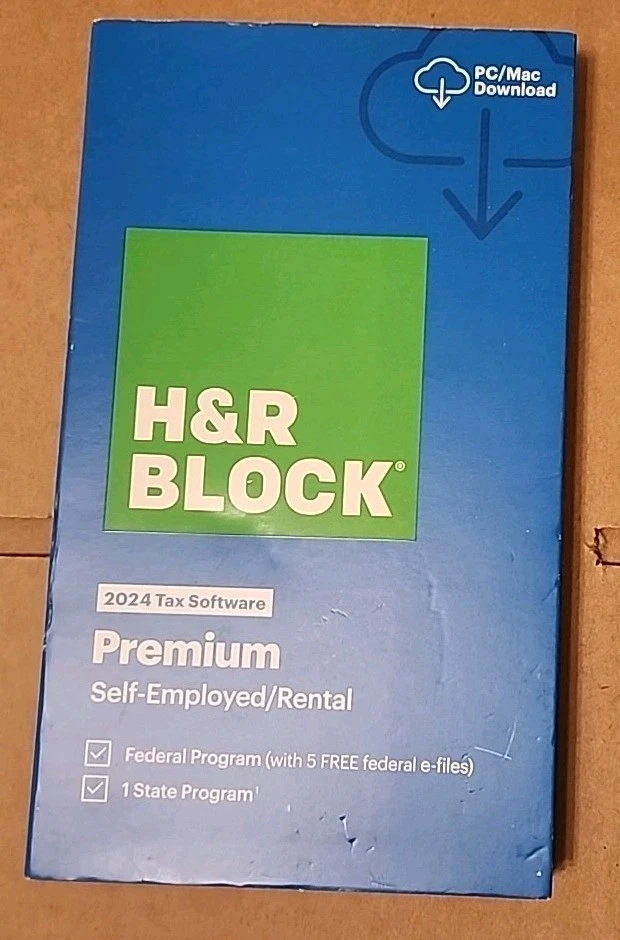 PC/Mac
Download
H&R
BLOCK®
2024 Tax Software
Premium
Self-Employed/Rental
Federal Program (with 5 FREE federal e-files)
1 State Program¹